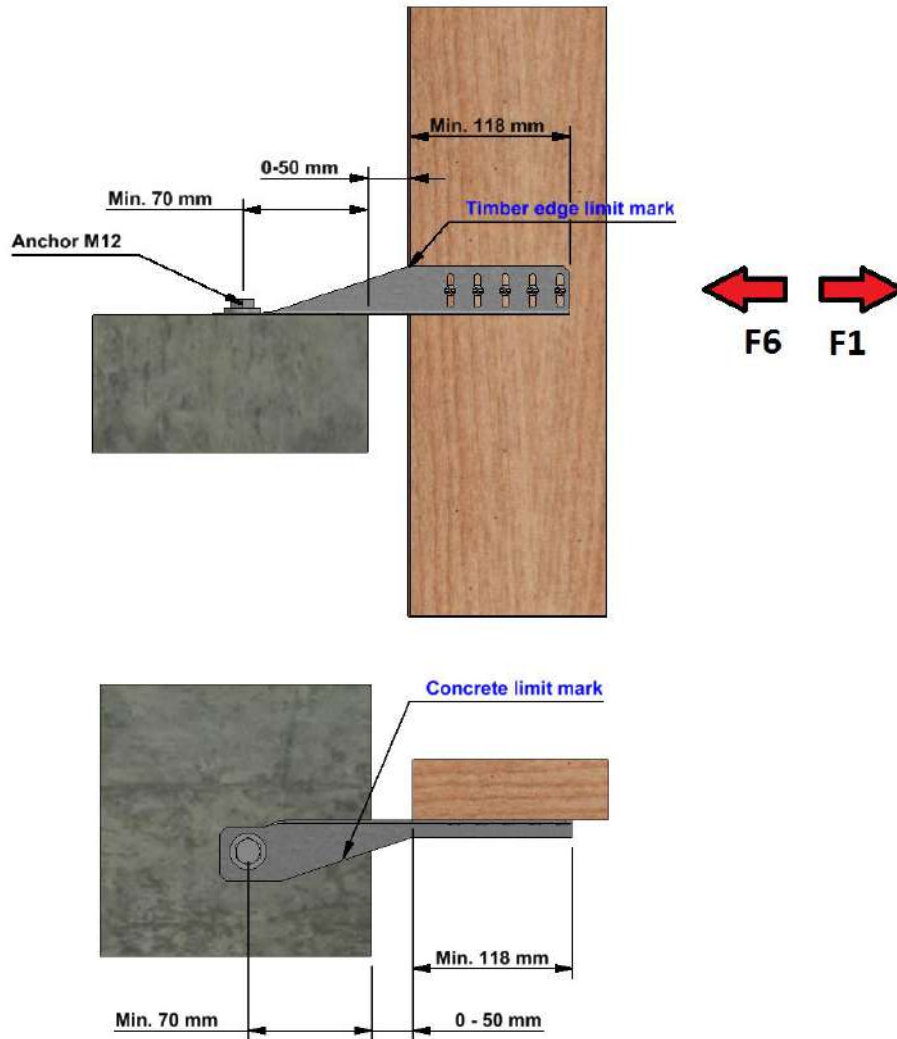 Min. 118 mm
0-50 mm
Min. 70 mm
Timber edge limit mark
Anchor M12
F6 F1
Concrete limit mark
Min. 118 mm
Min. 70 mm 0 - 50 mm